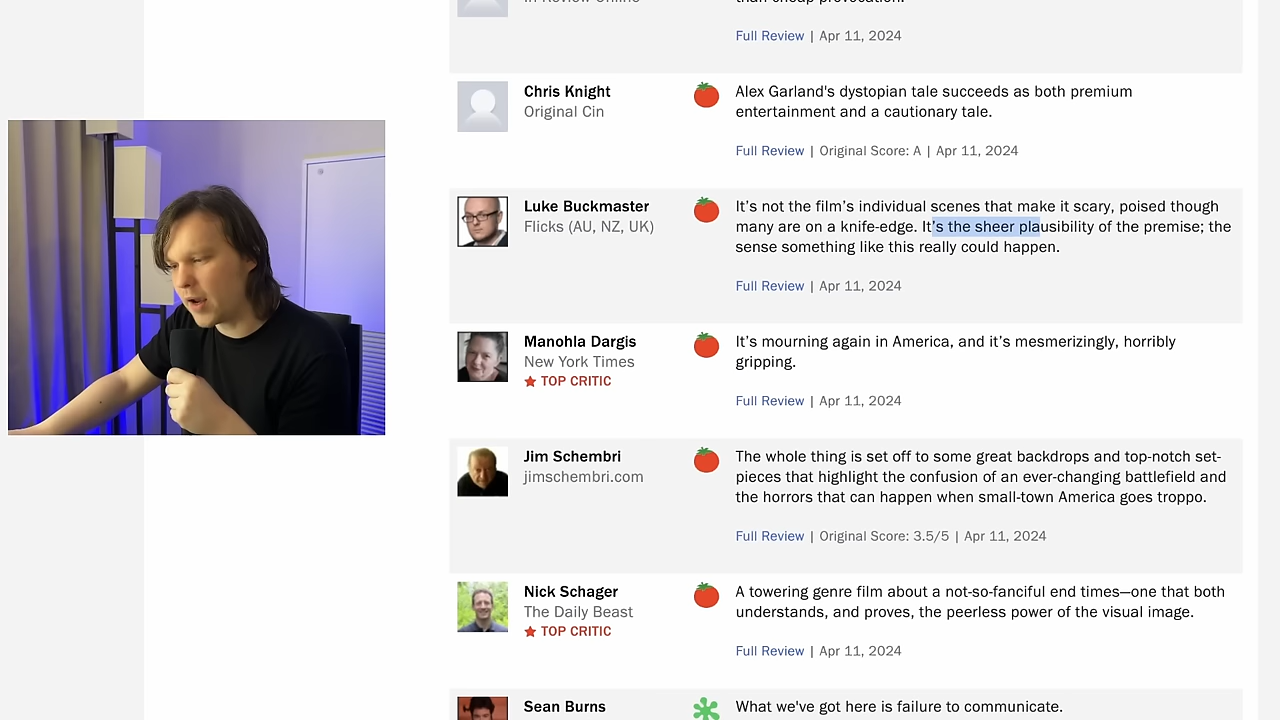 In Review Online
than cheap provocation.
Full Review | Apr 11, 2024
Chris Knight
Original Cin
Alex Garland's dystopian tale succeeds as both premium
entertainment and a cautionary tale.
Full Review | Original Score: A | Apr 11, 2024
Luke Buckmaster
Flicks (AU, NZ, UK)
It’s not the film’s individual scenes that make it scary, poised though
many are on a knife-edge. It’s the sheer plausibility of the premise; the
sense something like this really could happen.
Full Review | Apr 11, 2024
Manohla Dargis
New York Times
TOP CRITIC
It’s mourning again in America, and it’s mesmerizingly, horribly
gripping.
Full Review | Apr 11, 2024
Jim Schembri
jimschembri.com
The whole thing is set off to some great backdrops and top-notch set-
pieces that highlight the confusion of an ever-changing battlefield and
the horrors that can happen when small-town America goes troppo.
Full Review | Original Score: 3.5/5 | Apr 11, 2024
Nick Schager
The Daily Beast
TOP CRITIC
A towering genre film about a not-so-fanciful end times—one that both
understands, and proves, the peerless power of the visual image.
Full Review | Apr 11, 2024
Sean Burns
What we've got here is failure to communicate.